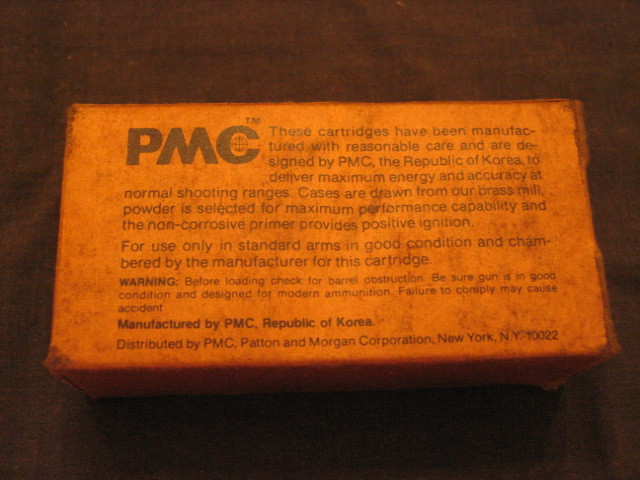 PMC™
These cartridges have been manufac-
tured with reasonable care and are de-
signed by PMC, the Republic of Korea, to
deliver maximum energy and accuracy at
normal shooting ranges. Cases are drawn from our brass mill,
powder is selected for maximum performance capability and
the non-corrosive primer provides positive ignition.
For use only in standard arms in good condition and cham-
bered by the manufacturer for this cartridge.
WARNING: Before loading check for barrel obstruction. Be sure gun is in good
condition and designed for modern ammunition. Failure to comply may cause
accident.
Manufactured by PMC, Republic of Korea.
Distributed by PMC, Patton and Morgan Corporation, New York, N.Y. 10022